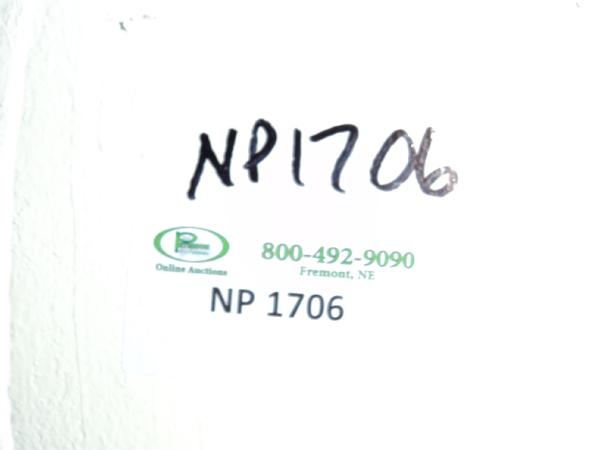 NP1706
800-492-9090
Fremont, NE
Online Auctions
NP 1706